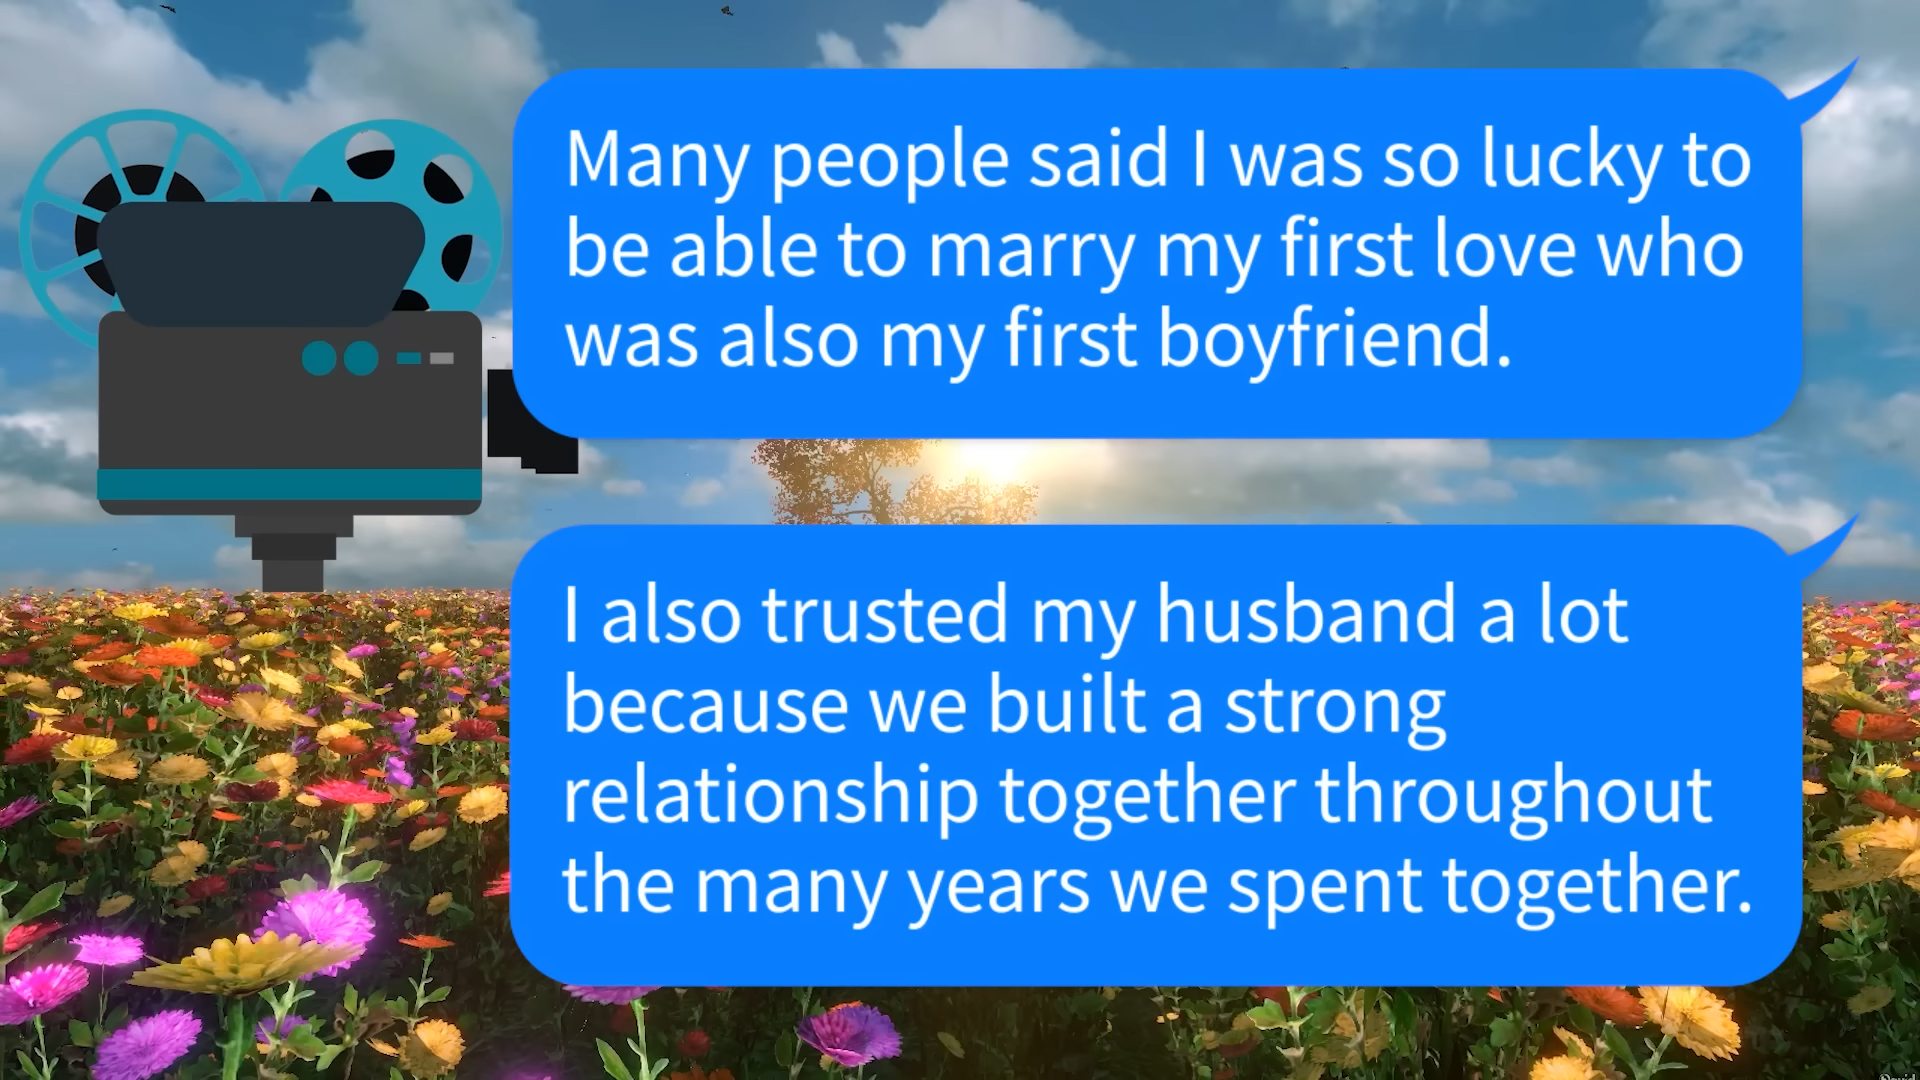 Many people said I was so lucky to
be able to marry my first love who
was also my first boyfriend.
I also trusted my husband a lot
because we built a strong
relationship together throughout
the many years we spent together.